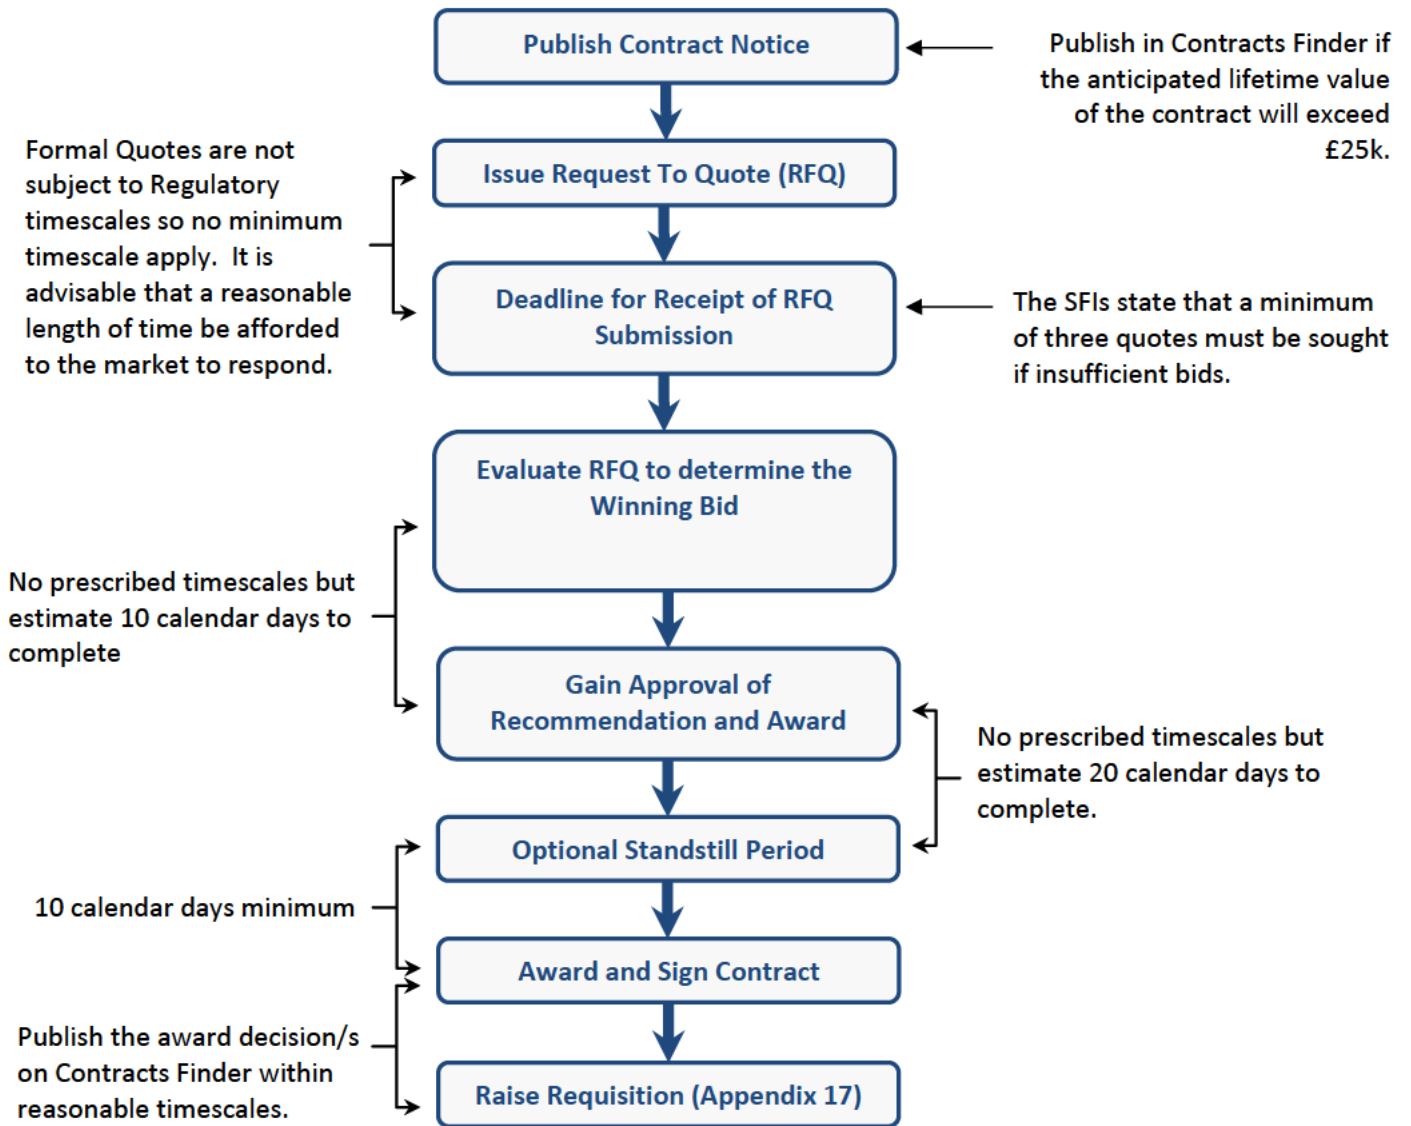 Publish Contract Notice
Publish in Contracts Finder if
the anticipated lifetime value
of the contract will exceed
£25k.
Formal Quotes are not
subject to Regulatory
timescales so no minimum
timescale apply.  It is
advisable that a reasonable
length of time be afforded
to the market to respond.
Issue Request To Quote (RFQ)
Deadline for Receipt of RFQ
Submission
The SFIs state that a minimum
of three quotes must be sought
if insufficient bids.
Evaluate RFQ to determine the
Winning Bid
No prescribed timescales but
estimate 10 calendar days to
complete
Gain Approval of
Recommendation and Award
No prescribed timescales but
estimate 20 calendar days to
complete.
Optional Standstill Period
10 calendar days minimum
Award and Sign Contract
Publish the award decision/s
on Contracts Finder within
reasonable timescales.
Raise Requisition (Appendix 17)